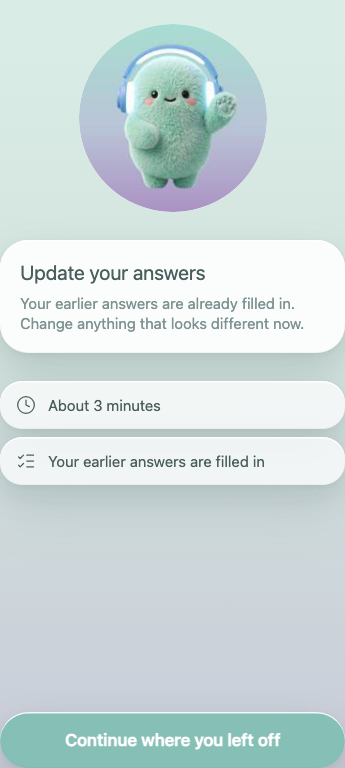 Update your answers
Your earlier answers are already filled in.
Change anything that looks different now.
About 3 minutes
Your earlier answers are filled in
Continue where you left off